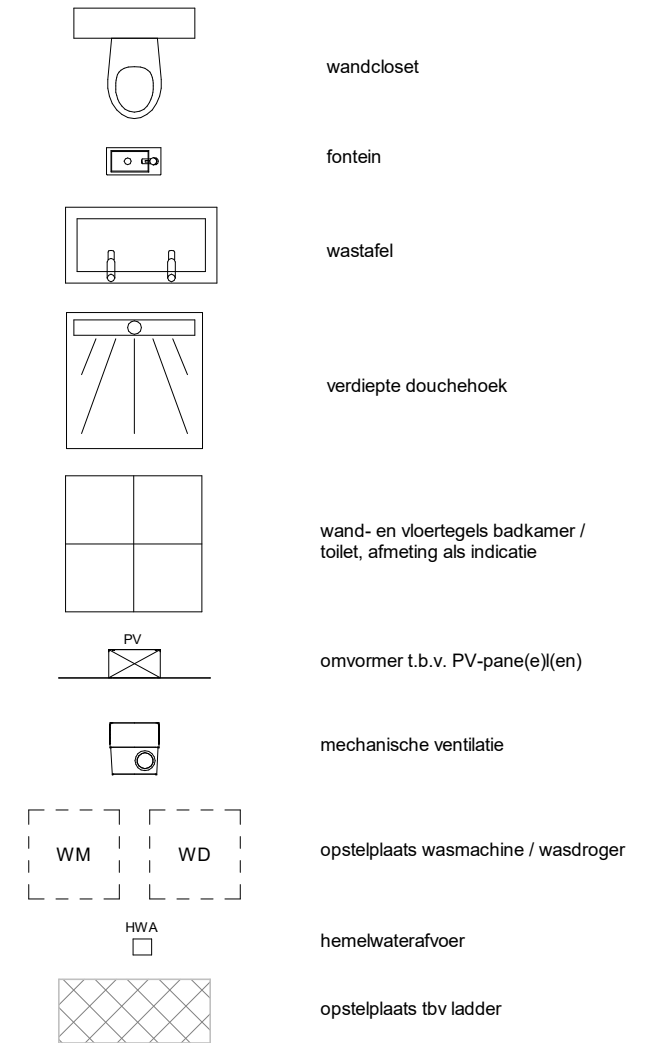 wandcloset
fontein
wastafel
verdiepte douchehoek
wand- en vloertegels badkamer /
toilet, afmeting als indicatie
PV
omvormer t.b.v. PV-pane(e)l(en)
mechanische ventilatie
WM WD
opstelplaats wasmachine / wasdroger
HWA
hemelwaterafvoer
opstelplaats tbv ladder